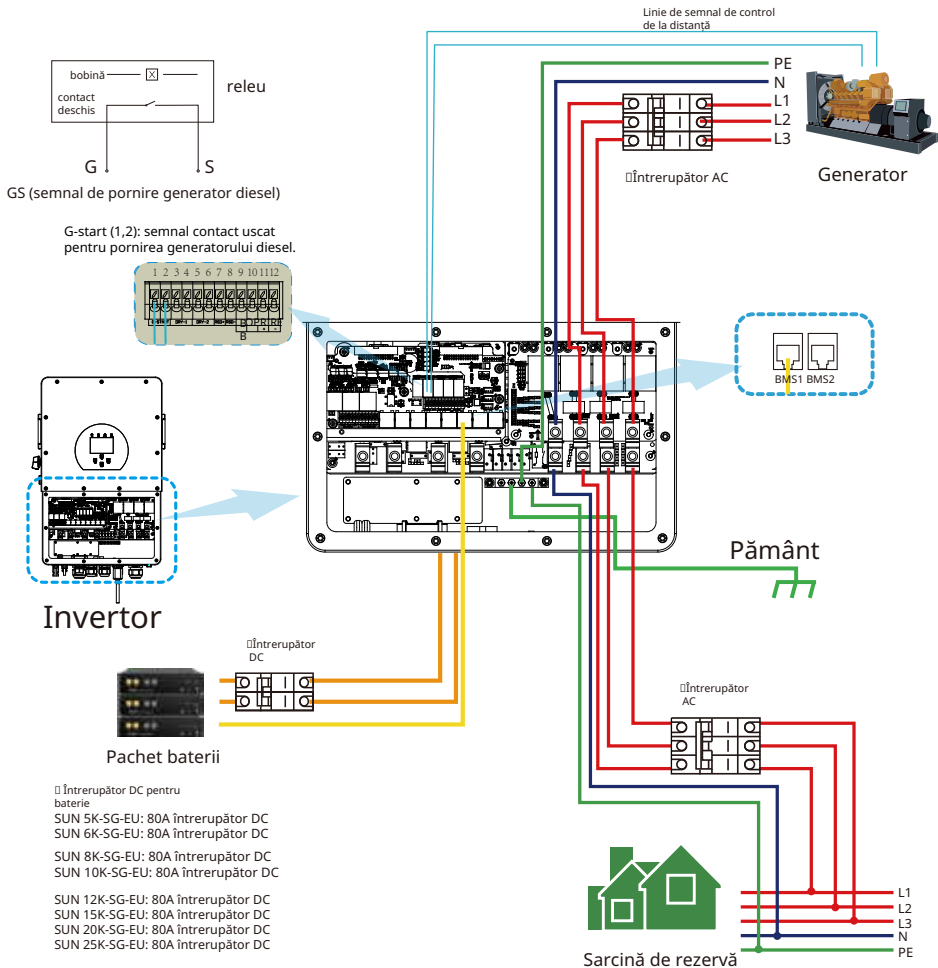 Linie de semnal de control
de la distanță
PE
N
L1
L2
L3
Generator
Întrerupător AC
bobină
X
releu
contact
deschis
G S
GS (semnal de pornire generator diesel)
G-start (1,2): semnal contact uscat
pentru pornirea generatorului diesel.
1 2 3 4 5 6 7 8 9 10 11 12
BMS1 BMS2
Invertor
Pământ
Întrerupător
DC
Pachet baterii
Întrerupător
AC
Întrerupător DC pentru
baterie
SUN 5K-SG-EU: 80A întrerupător DC
SUN 6K-SG-EU: 80A întrerupător DC
SUN 8K-SG-EU: 80A întrerupător DC
SUN 10K-SG-EU: 80A întrerupător DC
SUN 12K-SG-EU: 80A întrerupător DC
SUN 15K-SG-EU: 80A întrerupător DC
SUN 20K-SG-EU: 80A întrerupător DC
SUN 25K-SG-EU: 80A întrerupător DC
L1
L2
L3
N
PE
Sarcină de rezervă